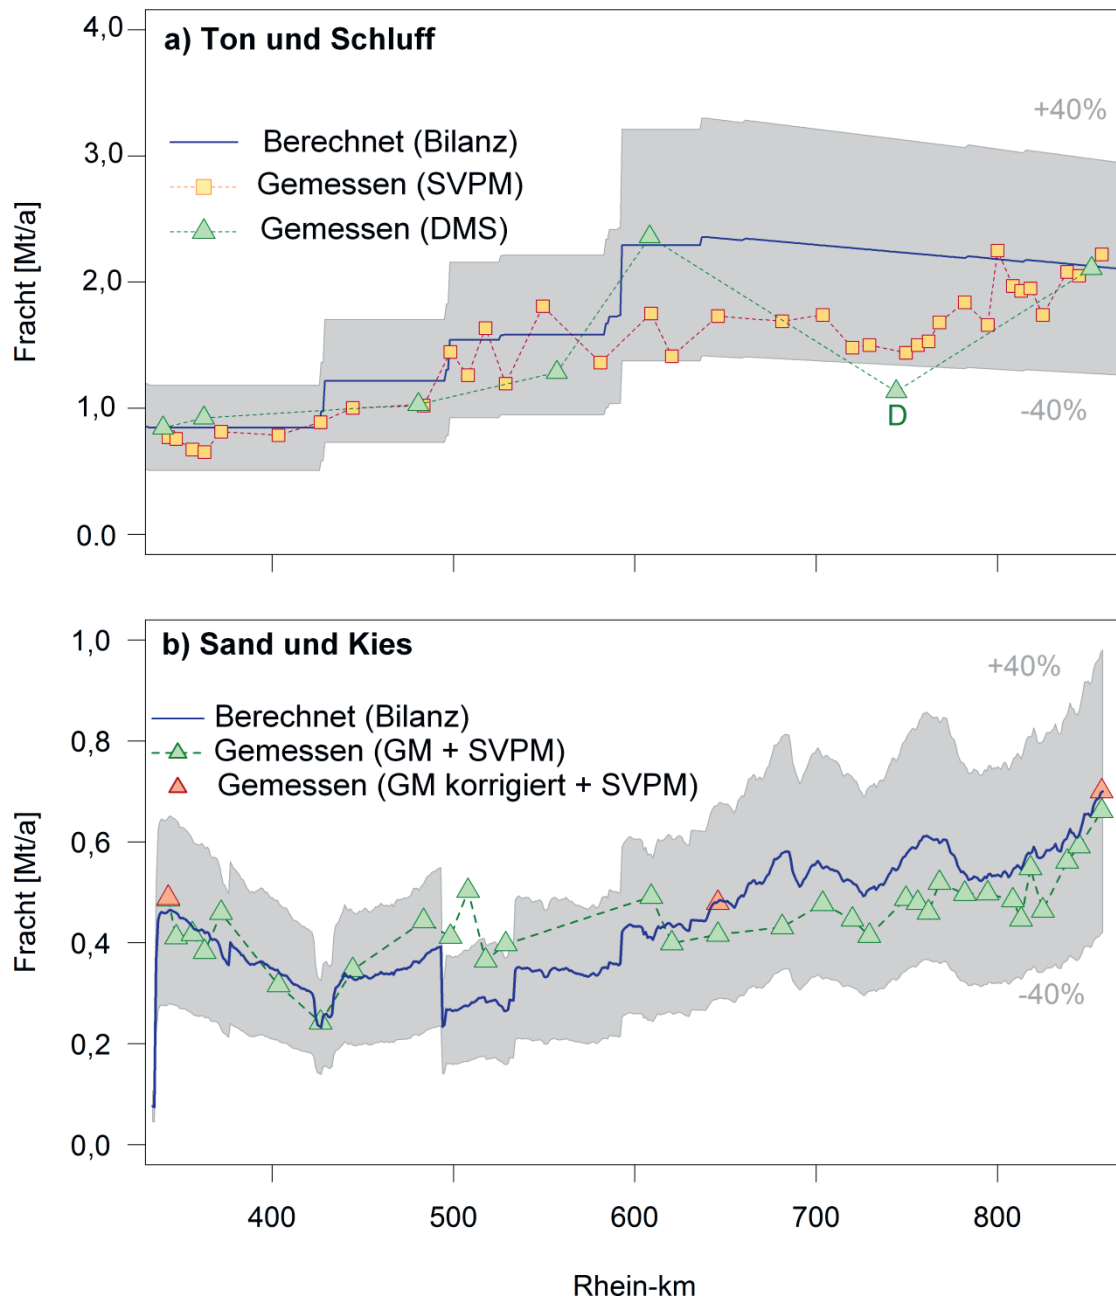 4,0
a) Ton und Schluff
+40%
Berechnet (Bilanz)
3,0
Gemessen (SVPM)
Gemessen (DMS)
Fracht [Mt/a]
2,0
1,0
-40%
D
0.0
1,0
b) Sand und Kies
+40%
Berechnet (Bilanz)
0,8
Gemessen (GM + SVPM)
Gemessen (GM korrigiert + SVPM)
Fracht [Mt/a]
0,6
0,4
-40%
0,2
0,0
400 500 600 700 800
Rhein-km